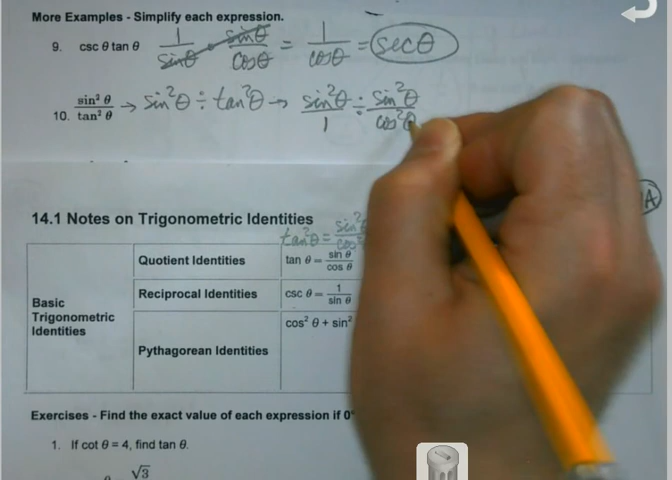 More Examples - Simplify each expression.
9. csc θ tan θ 1/sinθ • sinθ/cosθ = 1/cosθ = secθ
10. sin² θ / tan² θ → sin²θ ÷ tan²θ → sin²θ/1 ÷ sin²θ/cos²θ
A
14.1 Notes on Trigonometric Identities
tan²θ = sin²θ/cos²
Basic Trigonometric Identities
Quotient Identities tan θ = sin θ / cos θ
Reciprocal Identities csc θ = 1 / sin θ
Pythagorean Identities cos² θ + sin²
Exercises - Find the exact value of each expression if 0°
1. If cot θ = 4, find tan θ.
√3